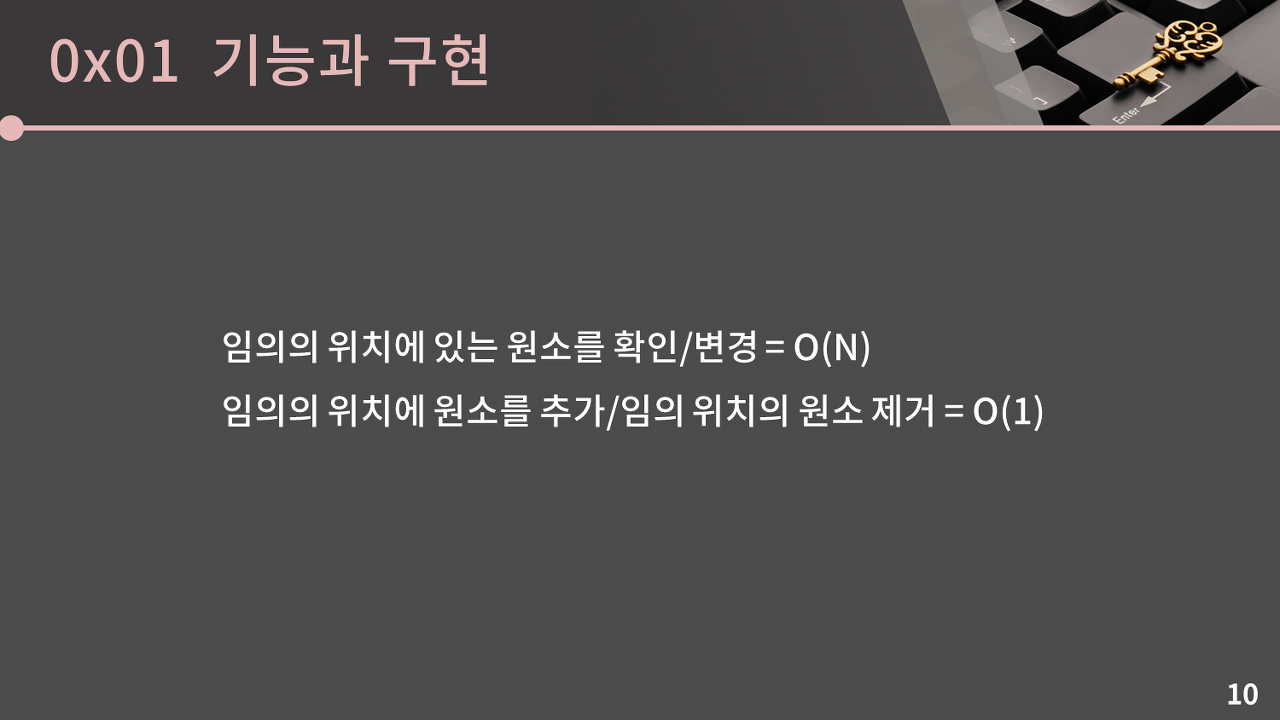 0x01 기능과 구현
Enter
임의의 위치에 있는 원소를 확인/변경 = O(N)
임의의 위치에 원소를 추가/임의 위치의 원소 제거 = O(1)
10